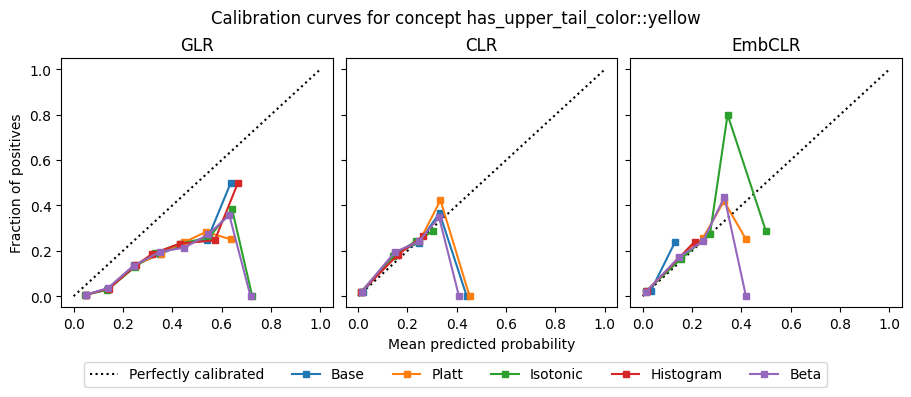 Calibration curves for concept has_upper_tail_color::yellow
GLR
CLR
EmbCLR
Fraction of positives
1.0
0.8
0.6
0.4
0.2
0.0
0.0 0.2 0.4 0.6 0.8 1.0
0.0 0.2 0.4 0.6 0.8 1.0
0.0 0.2 0.4 0.6 0.8 1.0
Mean predicted probability
Perfectly calibrated Base Platt Isotonic Histogram Beta